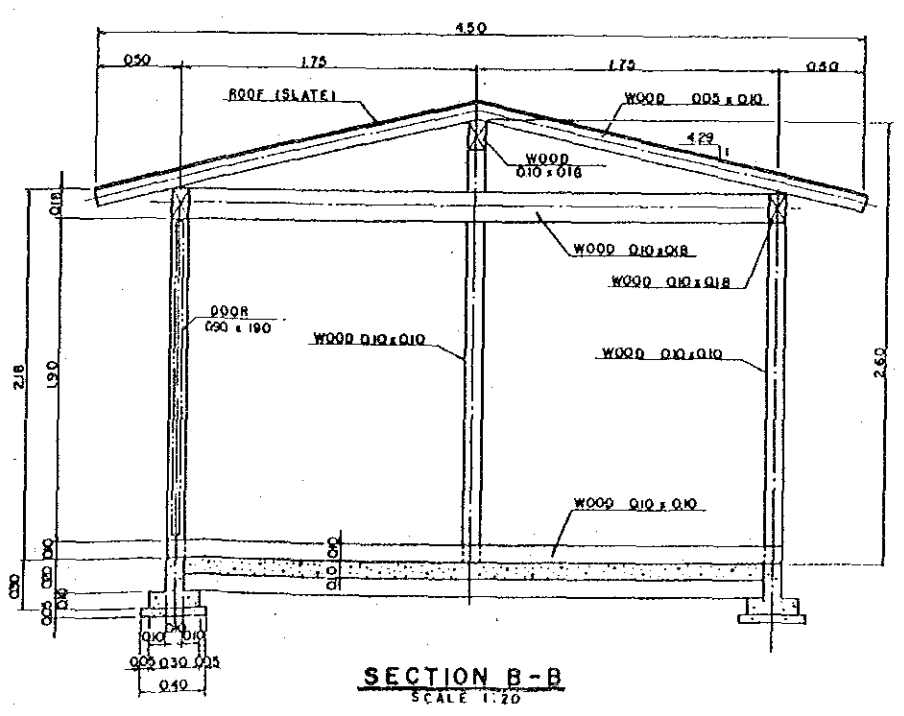 4.50
0.50 1.75 1.75 0.50
ROOF (SLATE)
WOOD 0.05 x 0.10
4.29
1
WOOD
0.10 x 0.18
0.18
WOOD 0.10 x 0.18
WOOD 0.10 x 0.18
DOOR
0.90 x 1.90
WOOD 0.10 x 0.10
WOOD 0.10 x 0.10
2.18
1.90
2.60
WOOD 0.10 x 0.10
0.10
0.10
0.10
0.20
0.30
0.10
0.05
0.10
0.10 0.10
0.05 0.30 0.05
0.40
SECTION B-B
SCALE 1:20